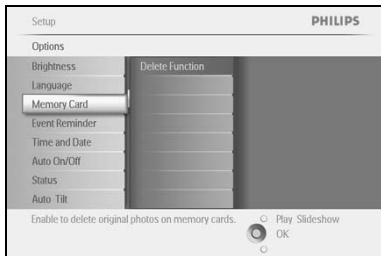 Setup PHILIPS
Options
Brightness Delete Function
Language
Memory Card
Event Reminder
Time and Date
Auto On/Off
Status
Auto Tilt
Enable to delete original photos on memory cards. Play Slideshow
OK